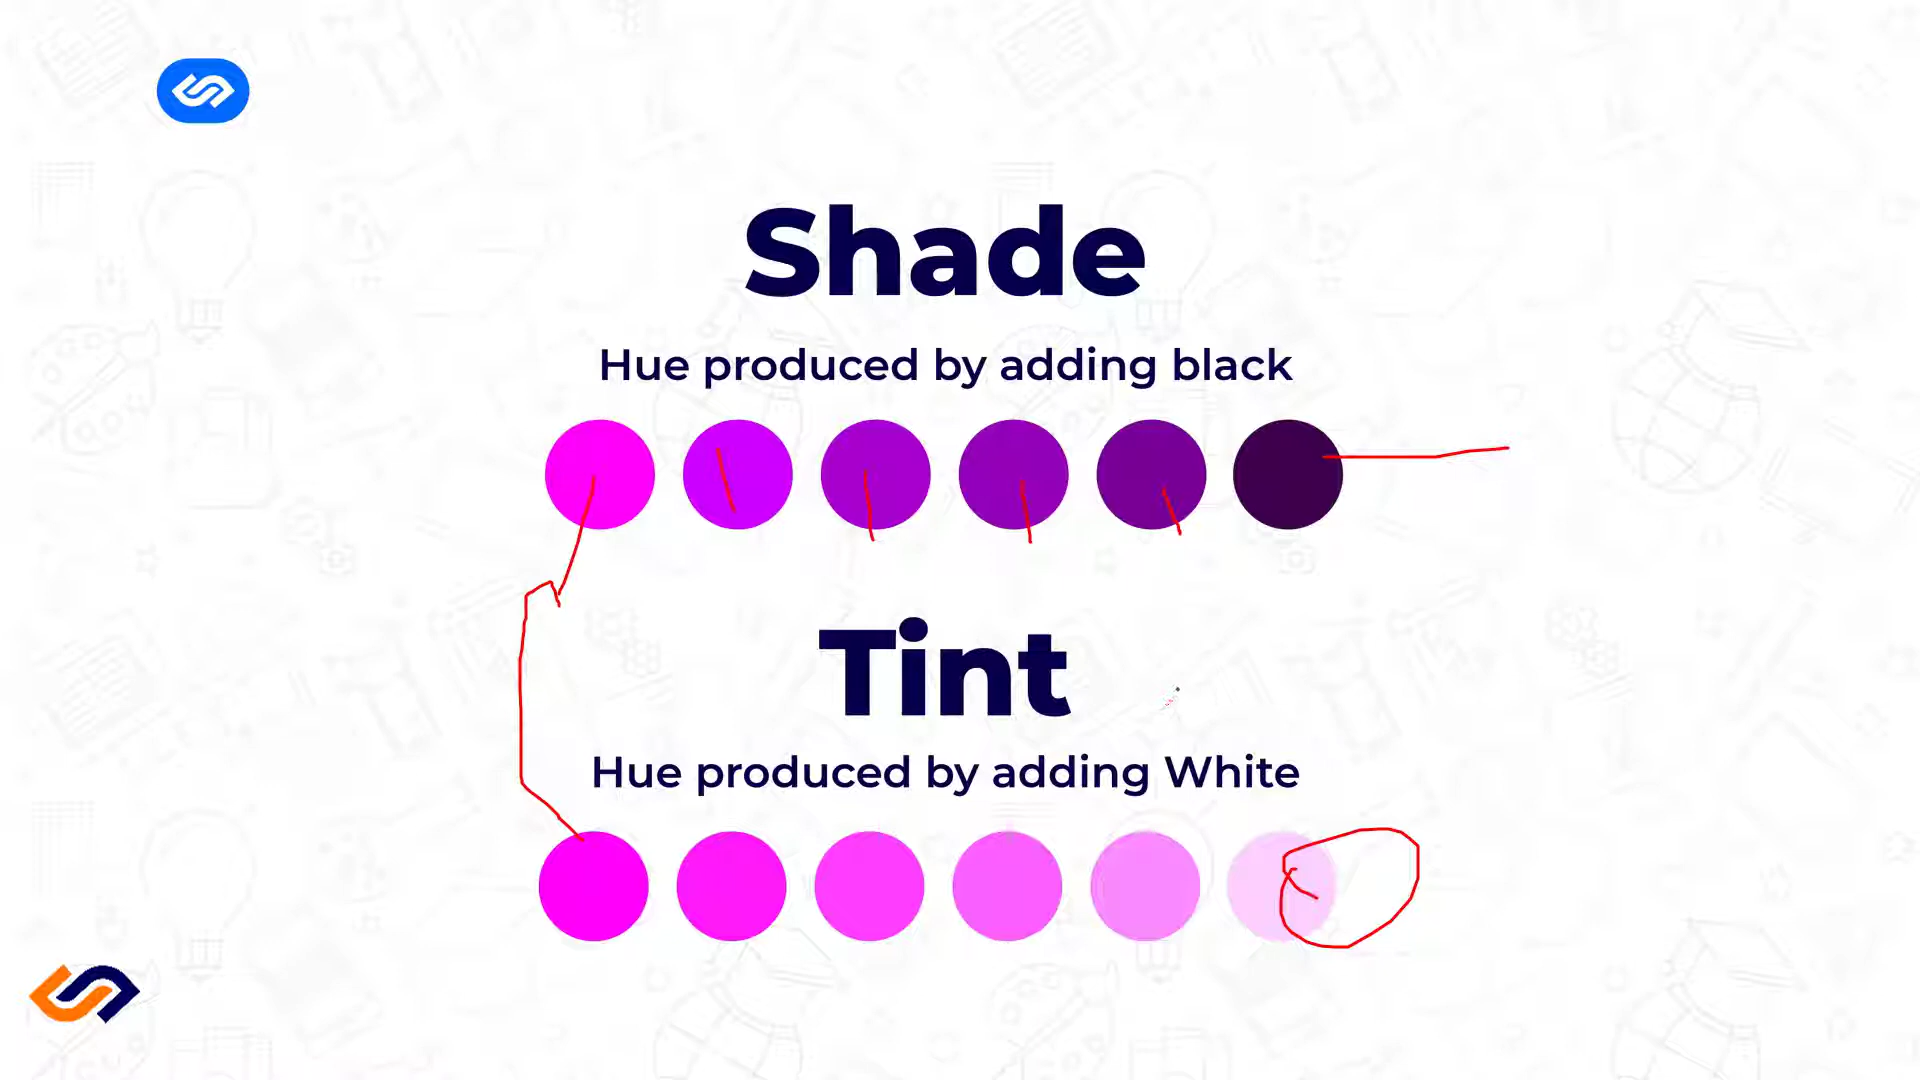 Shade
Hue produced by adding black
Tint
Hue produced by adding White